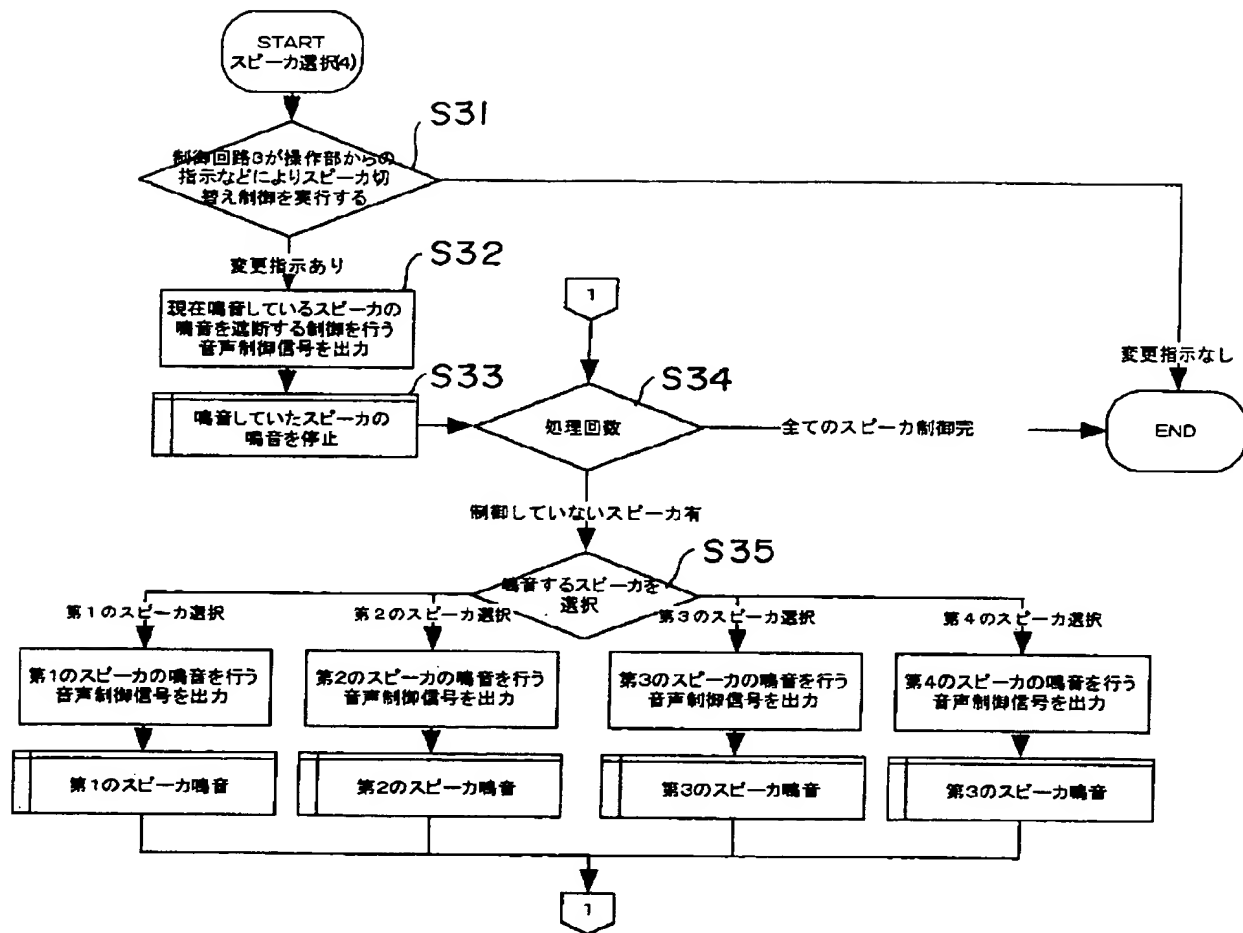 START
スピーカ選択(4)
S31
制御回路3が操作部からの
指示などによりスピーカ切
替え制御を実行する
変更指示あり
S32
現在鳴音しているスピーカの
鳴音を遮断する制御を行う
音声制御信号を出力
1
変更指示なし
S33
鳴音していたスピーカの
鳴音を停止
S34
処理回数
全てのスピーカ制御完
END
制御していないスピーカ有
S35
鳴音するスピーカを
選択
第1のスピーカ選択
第2のスピーカ選択
第3のスピーカ選択
第4のスピーカ選択
第1のスピーカの鳴音を行う
音声制御信号を出力
第2のスピーカの鳴音を行う
音声制御信号を出力
第3のスピーカの鳴音を行う
音声制御信号を出力
第4のスピーカの鳴音を行う
音声制御信号を出力
第1のスピーカ鳴音
第2のスピーカ鳴音
第3のスピーカ鳴音
第3のスピーカ鳴音
1